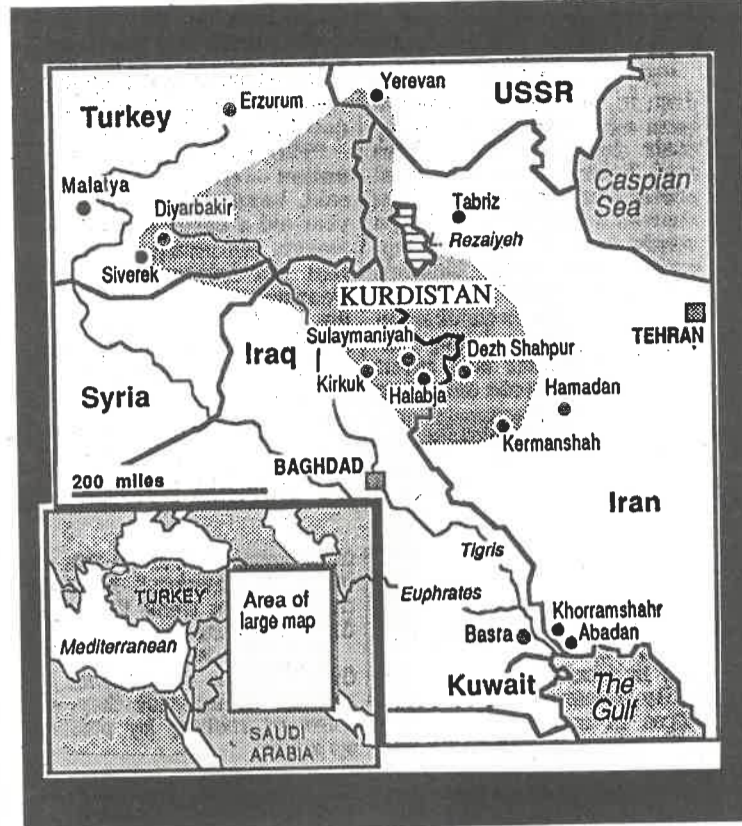 Yerevan
USSR
Turkey
Erzurum
Caspian
Sea
Malatya
Tabriz
Diyarbakir
L. Rezaiyeh
Siverek
KURDISTAN
TEHRAN
Sulaymaniyah
Dezh Shahpur
Iraq
Kirkuk
Halabja
Hamadan
Syria
Kermanshah
BAGHDAD
200 miles
Iran
Tigris
Euphrates
Khorramshahr
Basra
Abadan
Kuwait
The
Gulf
TURKEY
Area of
large map
Mediterranean
SAUDI
ARABIA